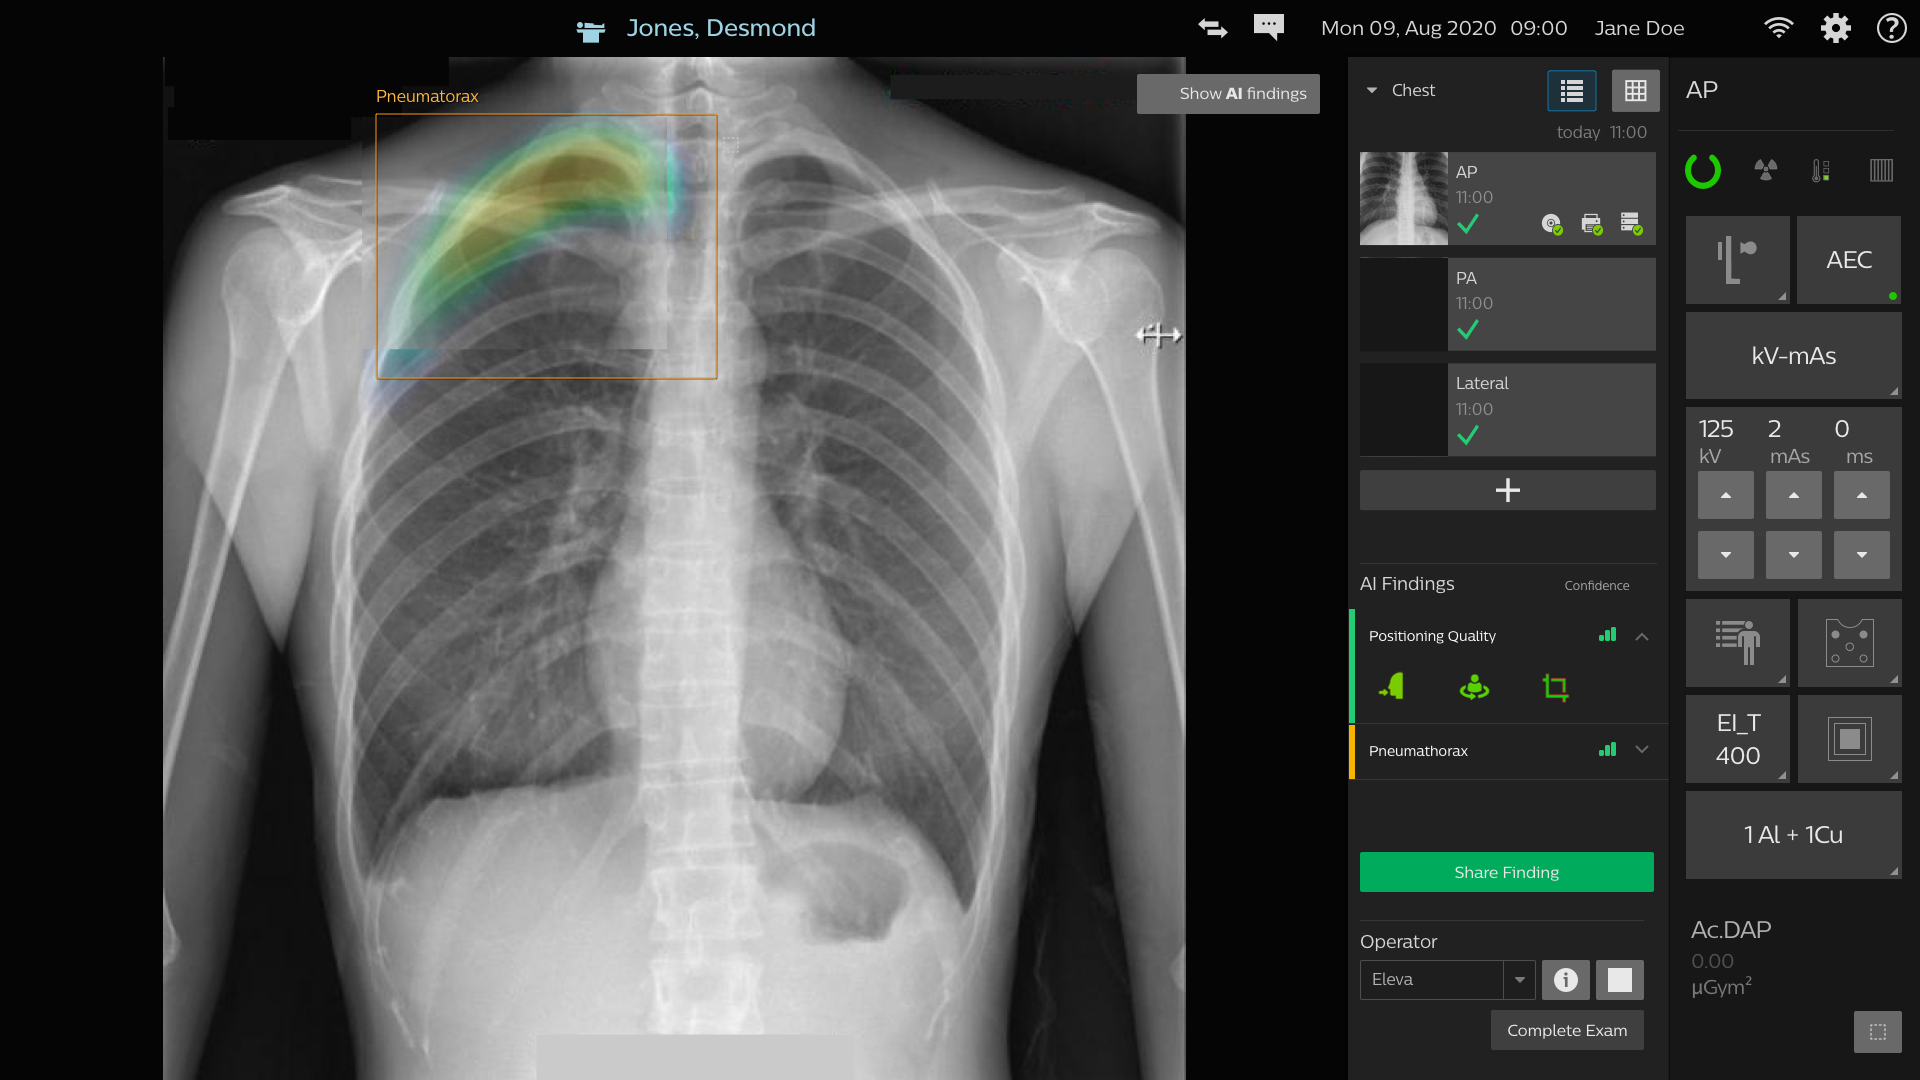 Jones, Desmond
Mon 09, Aug 2020 09:00 Jane Doe
Pneumatorax
Show AI findings
Chest
today 11:00
AP
11:00
PA
11:00
Lateral
11:00
AI Findings
Confidence
Positioning Quality
Pneumathorax
Share Finding
Operator
Eleva
Complete Exam
AP
AEC
kV-mAs
125 2 0
kV mAs ms
EI_T
400
1 Al + 1Cu
Ac.DAP
0.00
µGym²